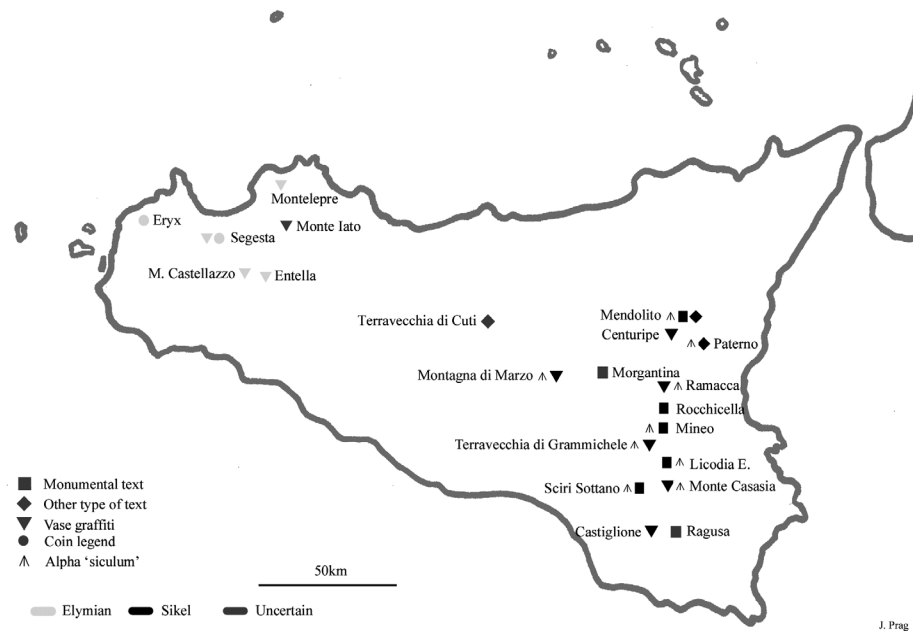 Montelepre
Eryx
Monte Iato
Segesta
M. Castellazzo
Entella
Terravecchia di Cuti
Mendolito
Centuripe
Paterno
Montagna di Marzo
Morgantina
Ramacca
Rocchicella
Mineo
Terravecchia di Grammichele
Licodia E.
Sciri Sottano
Monte Casasia
Castiglione
Ragusa
Monumental text
Other type of text
Vase graffiti
Coin legend
Alpha ‘siculum’
50km
Elymian
Sikel
Uncertain
J. Prag